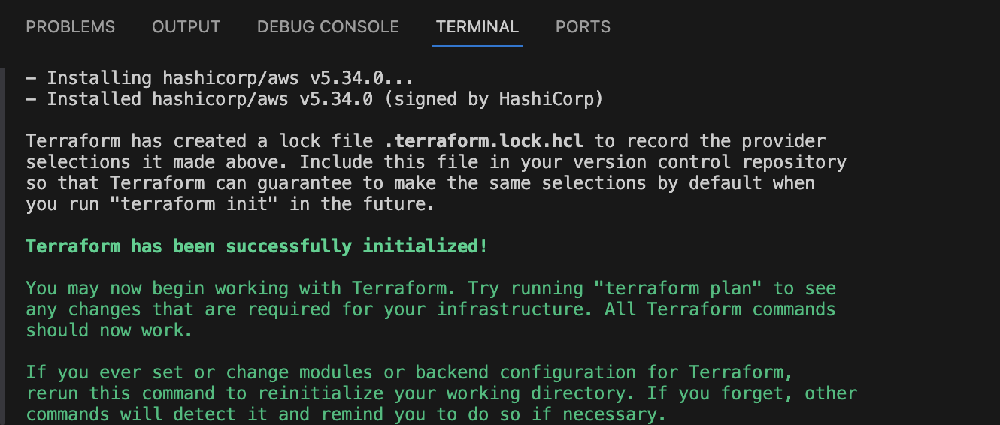 PROBLEMS OUTPUT DEBUG CONSOLE TERMINAL PORTS
– Installing hashicorp/aws v5.34.0...
– Installed hashicorp/aws v5.34.0 (signed by HashiCorp)
Terraform has created a lock file .terraform.lock.hcl to record the provider
selections it made above. Include this file in your version control repository
so that Terraform can guarantee to make the same selections by default when
you run "terraform init" in the future.
Terraform has been successfully initialized!
You may now begin working with Terraform. Try running "terraform plan" to see
any changes that are required for your infrastructure. All Terraform commands
should now work.
If you ever set or change modules or backend configuration for Terraform,
rerun this command to reinitialize your working directory. If you forget, other
commands will detect it and remind you to do so if necessary.